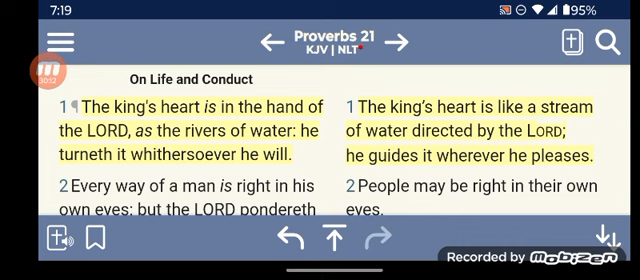 7:19
95%
Proverbs 21
KJV | NLT
30:12
On Life and Conduct
1 ¶ The king's heart is in the hand of
the LORD, as the rivers of water: he
turneth it whithersoever he will.
2 Every way of a man is right in his
own eyes: but the LORD pondereth
1 The king's heart is like a stream
of water directed by the LORD;
he guides it wherever he pleases.
2 People may be right in their own
eyes,
Recorded by Mobizen